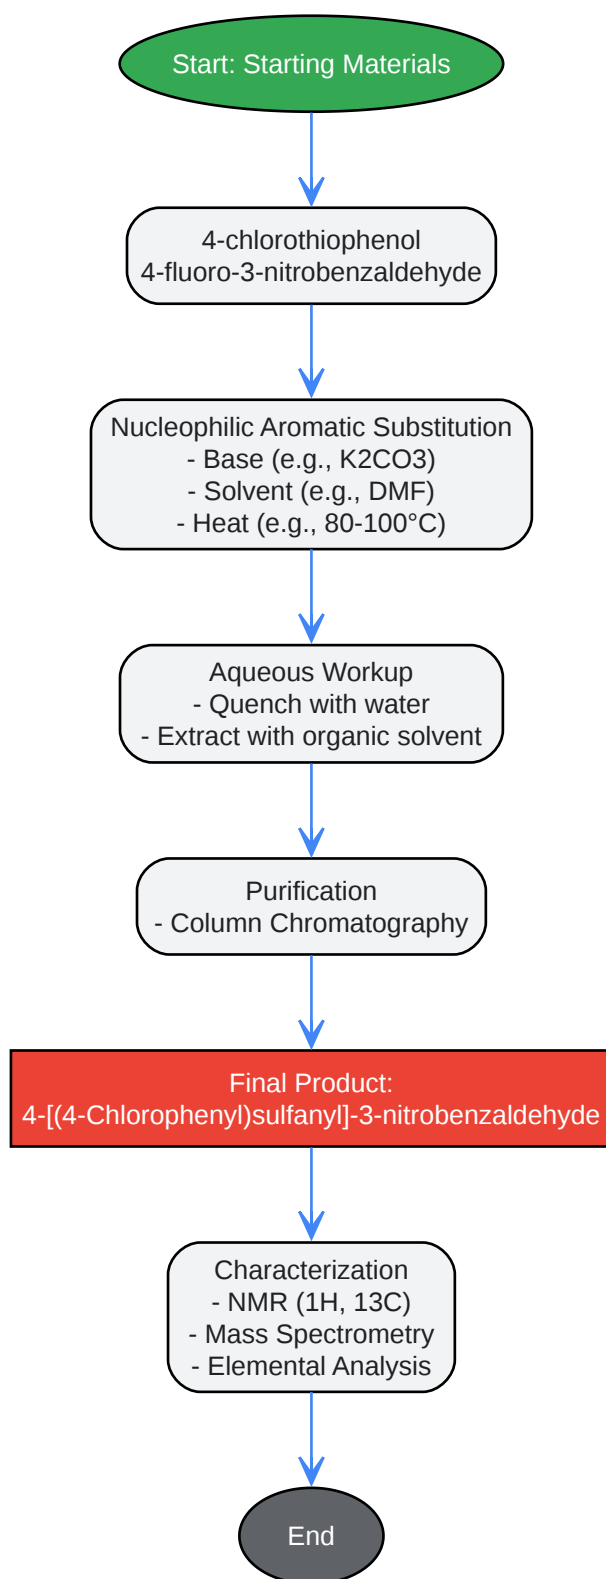 Start: Starting Materials
4-chlorothiophenol
4-fluoro-3-nitrobenzaldehyde
Nucleophilic Aromatic Substitution
- Base (e.g., K2CO3)
- Solvent (e.g., DMF)
- Heat (e.g., 80-100°C)
Aqueous Workup
- Quench with water
- Extract with organic solvent
Purification
- Column Chromatography
Final Product:
4-[(4-Chlorophenyl)sulfanyl]-3-nitrobenzaldehyde
Characterization
- NMR (1H, 13C)
- Mass Spectrometry
- Elemental Analysis
End